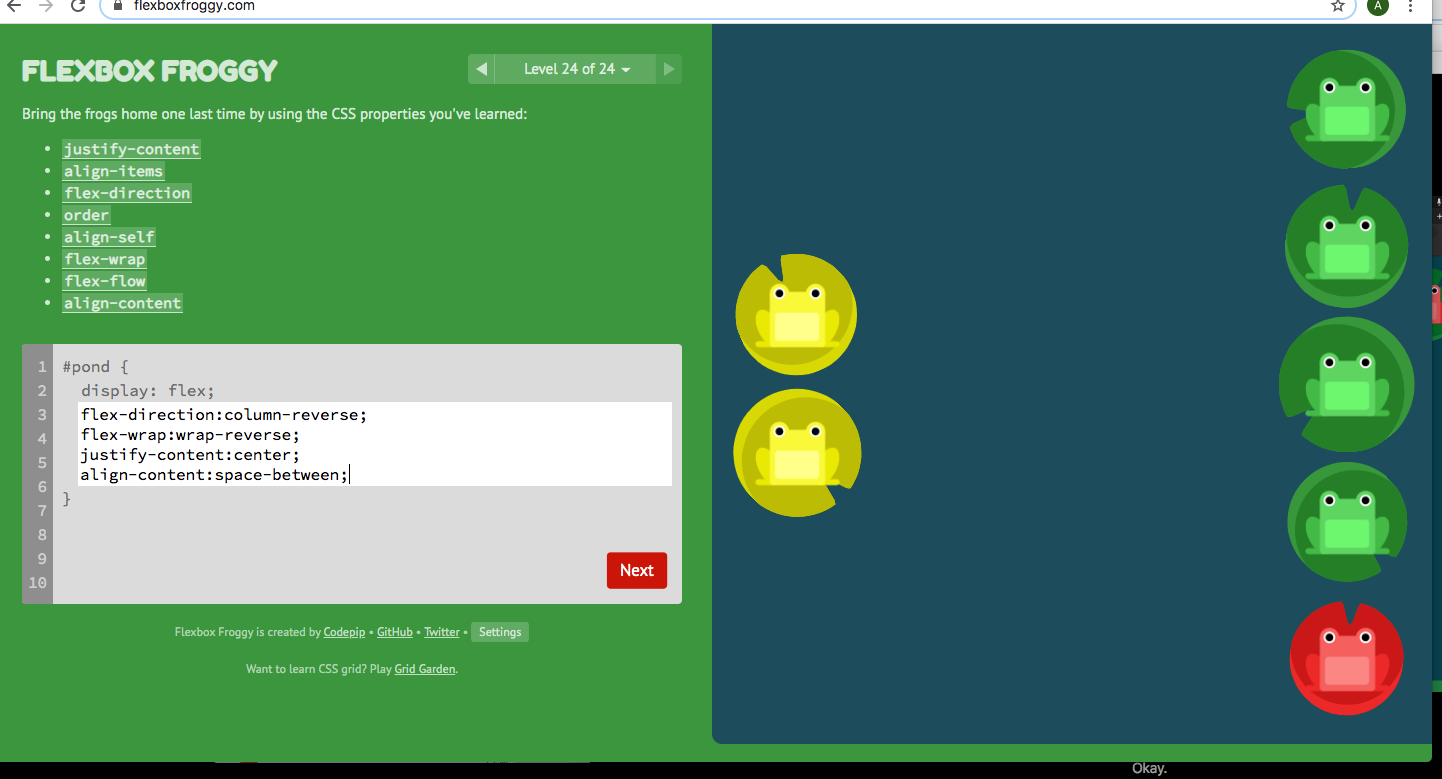 flexboxfroggy.com
A
FLEXBOX FROGGY
Level 24 of 24
Bring the frogs home one last time by using the CSS properties you've learned:
• justify-content
• align-items
• flex-direction
• order
• align-self
• flex-wrap
• flex-flow
• align-content
1 #pond {
2 display: flex;
3 flex-direction:column-reverse;
4 flex-wrap:wrap-reverse;
5 justify-content:center;
6 align-content:space-between;
7 }
8
9
10
Next
Flexbox Froggy is created by Codepip • GitHub • Twitter • Settings
Want to learn CSS grid? Play Grid Garden.
Okay.